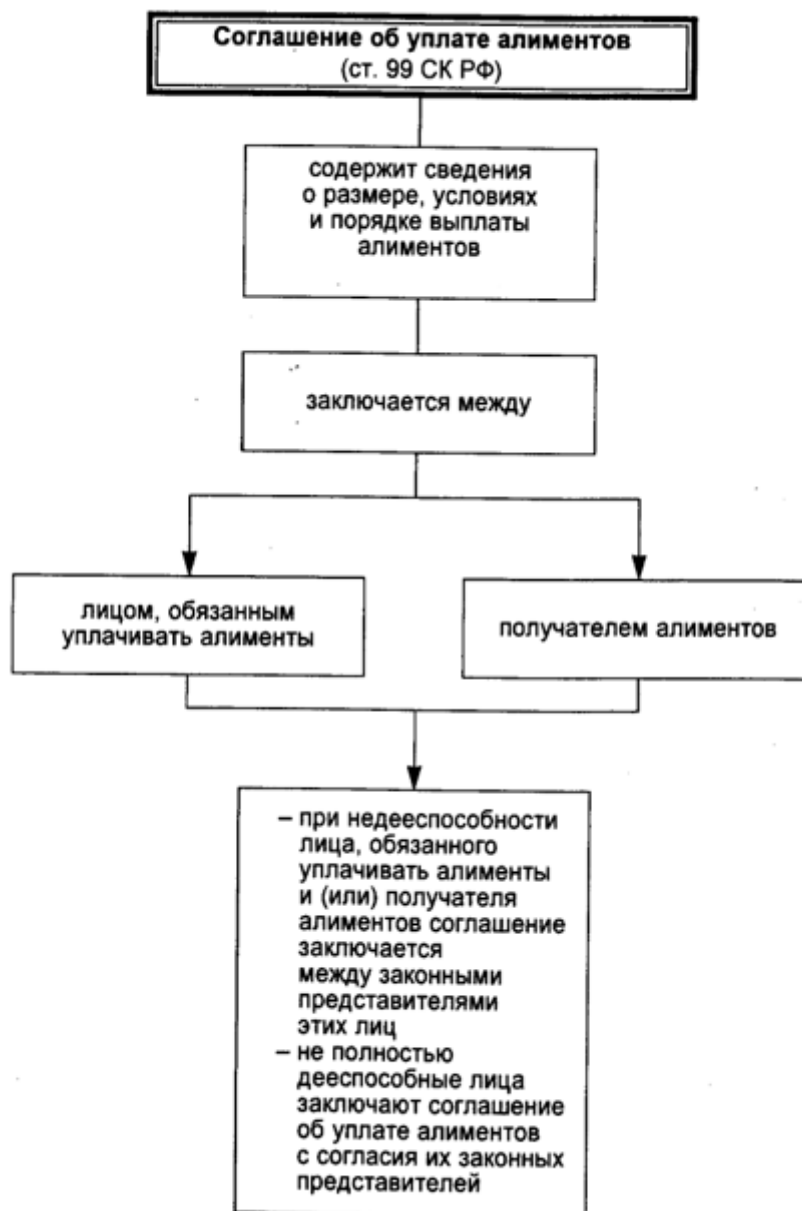 Соглашение об уплате алиментов
(ст. 99 СК РФ)
содержит сведения
о размере, условиях
и порядке выплаты
алиментов
заключается между
лицом, обязанным
уплачивать алименты
получателем алиментов
– при недееспособности
лица, обязанного
уплачивать алименты
и (или) получателя
алиментов соглашение
заключается
между законными
представителями
этих лиц
– не полностью
дееспособные лица
заключают соглашение
об уплате алиментов
с согласия их законных
представителей